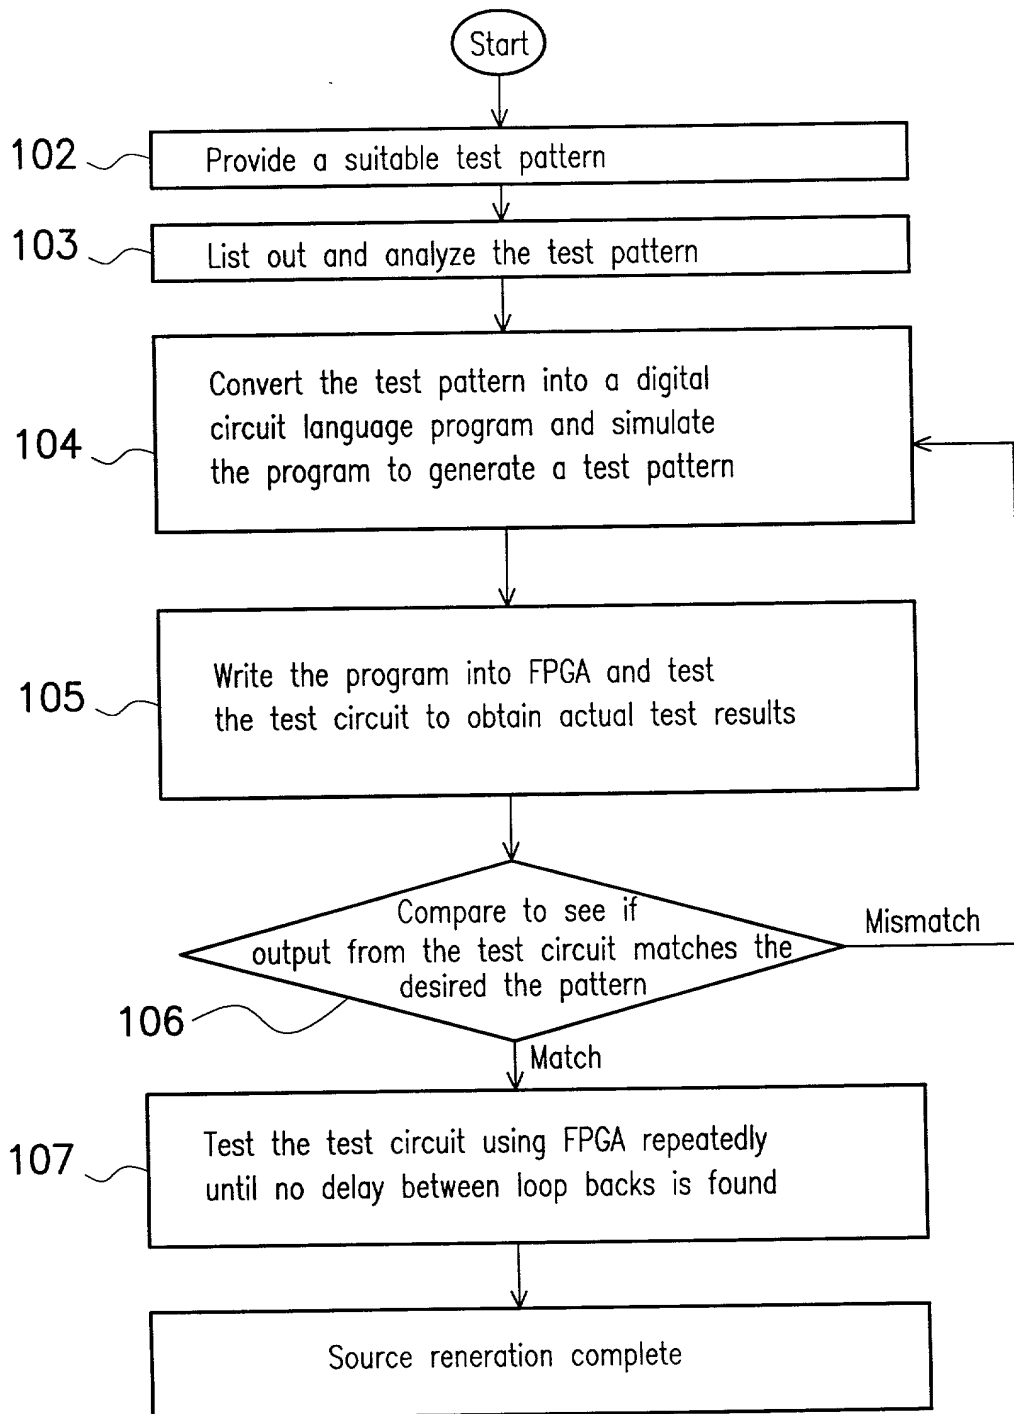 Start
102
Provide a suitable test pattern
103
List out and analyze the test pattern
104
Convert the test pattern into a digital
circuit language program and simulate
the program to generate a test pattern
105
Write the program into FPGA and test
the test circuit to obtain actual test results
Compare to see if
output from the test circuit matches the
desired the pattern
Mismatch
106
Match
107
Test the test circuit using FPGA repeatedly
until no delay between loop backs is found
Source reneration complete